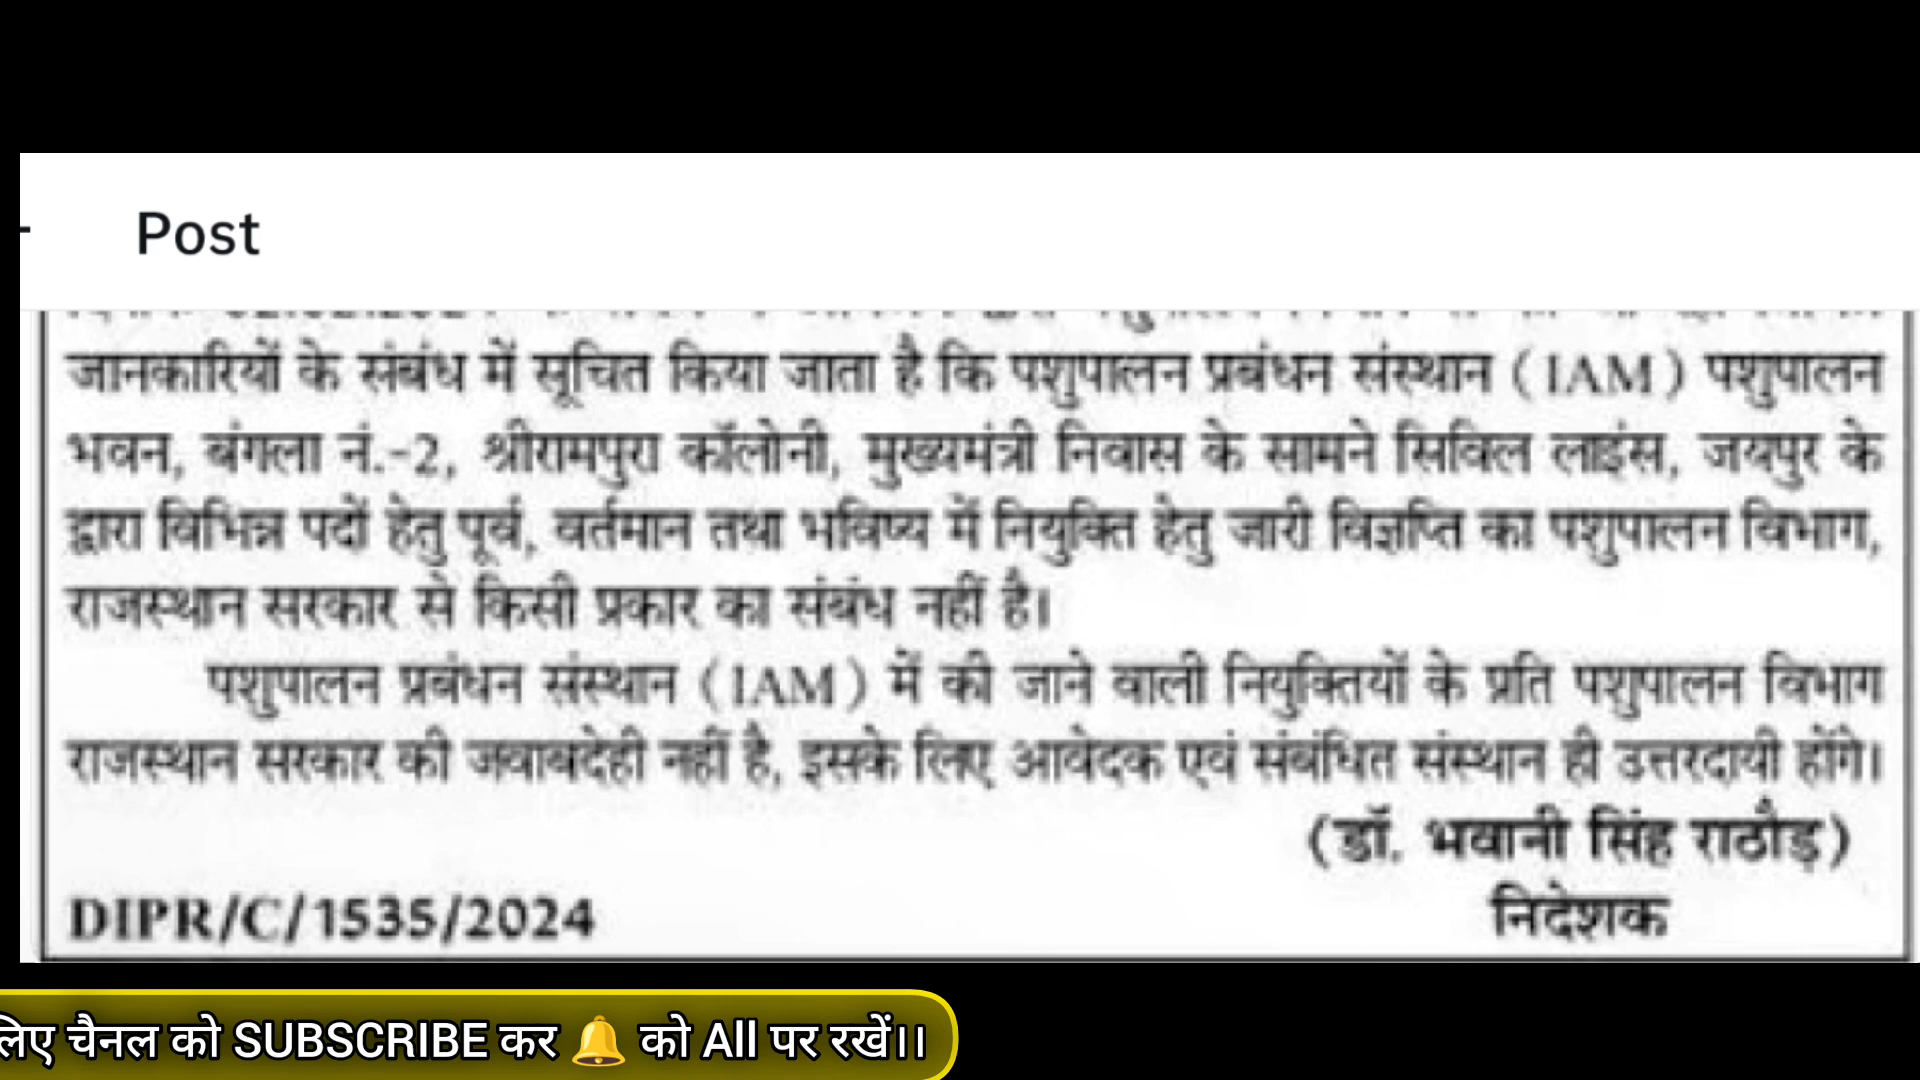 Post
जानकारियों के संबंध में सूचित किया जाता है कि पशुपालन प्रबंधन संस्थान (IAM) पशुपालन
भवन, बंगला नं.-2, श्रीरामपुरा कॉलोनी, मुख्यमंत्री निवास के सामने सिविल लाइंस, जयपुर के
द्वारा विभिन्न पदों हेतु पूर्व, वर्तमान तथा भविष्य में नियुक्ति हेतु जारी विज्ञप्ति का पशुपालन विभाग,
राजस्थान सरकार से किसी प्रकार का संबंध नहीं है।
पशुपालन प्रबंधन संस्थान (IAM) में की जाने वाली नियुक्तियों के प्रति पशुपालन विभाग
राजस्थान सरकार की जवाबदेही नहीं है, इसके लिए आवेदक एवं संबंधित संस्थान ही उत्तरदायी होंगे।
(डॉ. भवानी सिंह राठौड़)
निदेशक
DIPR/C/1535/2024
लिए चैनल को SUBSCRIBE कर 🔔 को All पर रखें।।